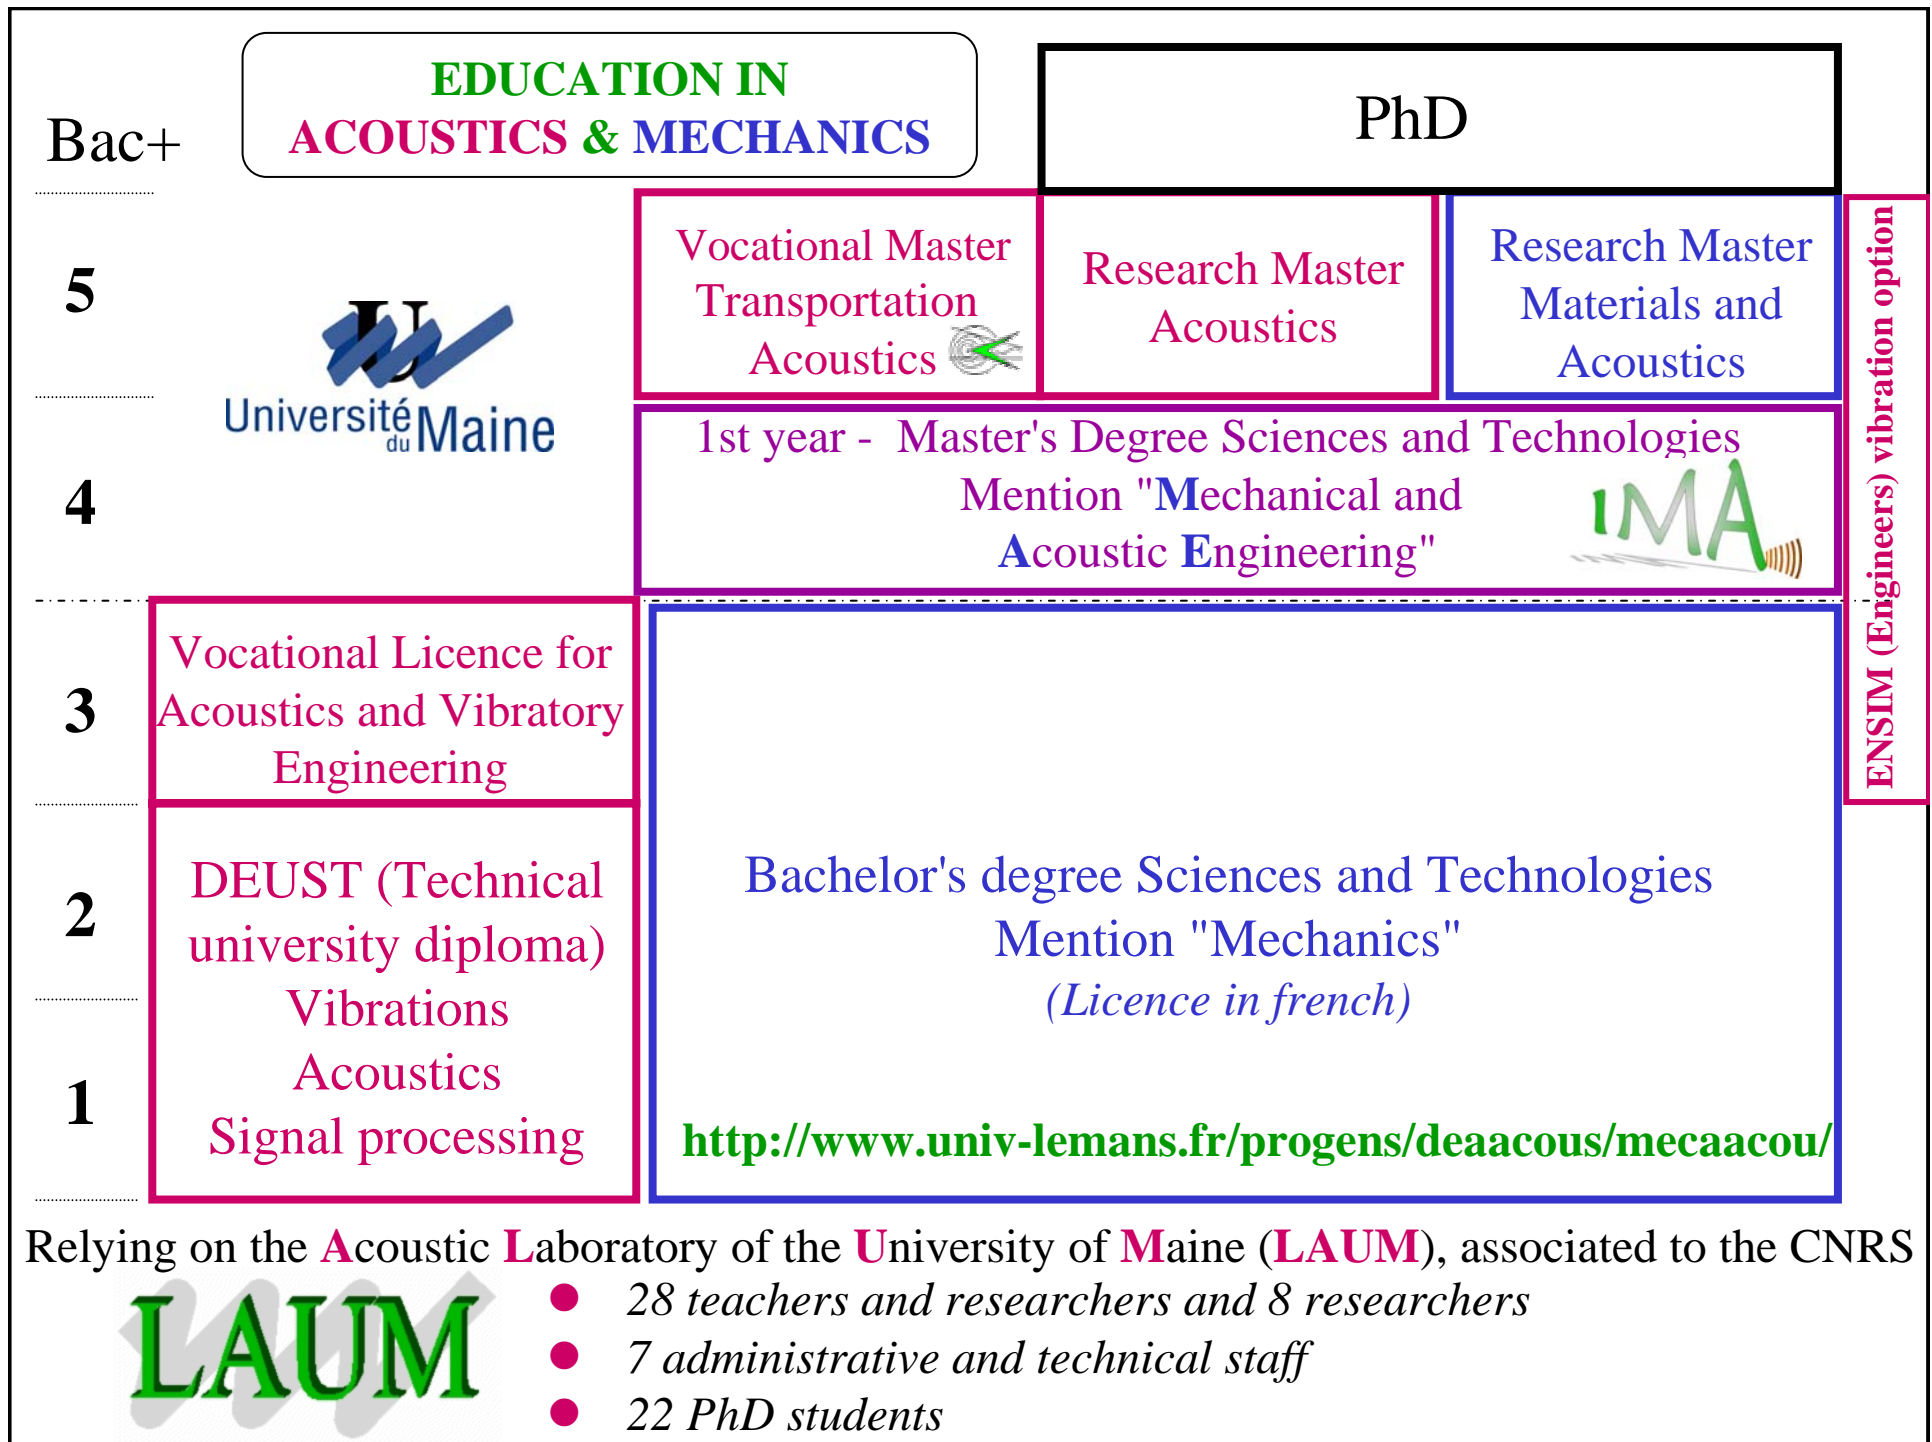 EDUCATION IN
ACOUSTICS & MECHANICS
Bac+
PhD
5
Vocational Master
Transportation
Acoustics
Research Master
Acoustics
Research Master
Materials and
Acoustics
ENSIM (Engineers) vibration option
Université
du Maine
4
1st year - Master's Degree Sciences and Technologies
Mention "Mechanical and
Acoustic Engineering"
IMA
3
Vocational Licence for
Acoustics and Vibratory
Engineering
2
DEUST (Technical
university diploma)
Vibrations
Acoustics
Signal processing
1
Bachelor's degree Sciences and Technologies
Mention "Mechanics"
(Licence in french)
http://www.univ-lemans.fr/progens/deaacous/mecaacou/
Relying on the Acoustic Laboratory of the University of Maine (LAUM), associated to the CNRS
LAUM
● 28 teachers and researchers and 8 researchers
● 7 administrative and technical staff
● 22 PhD students